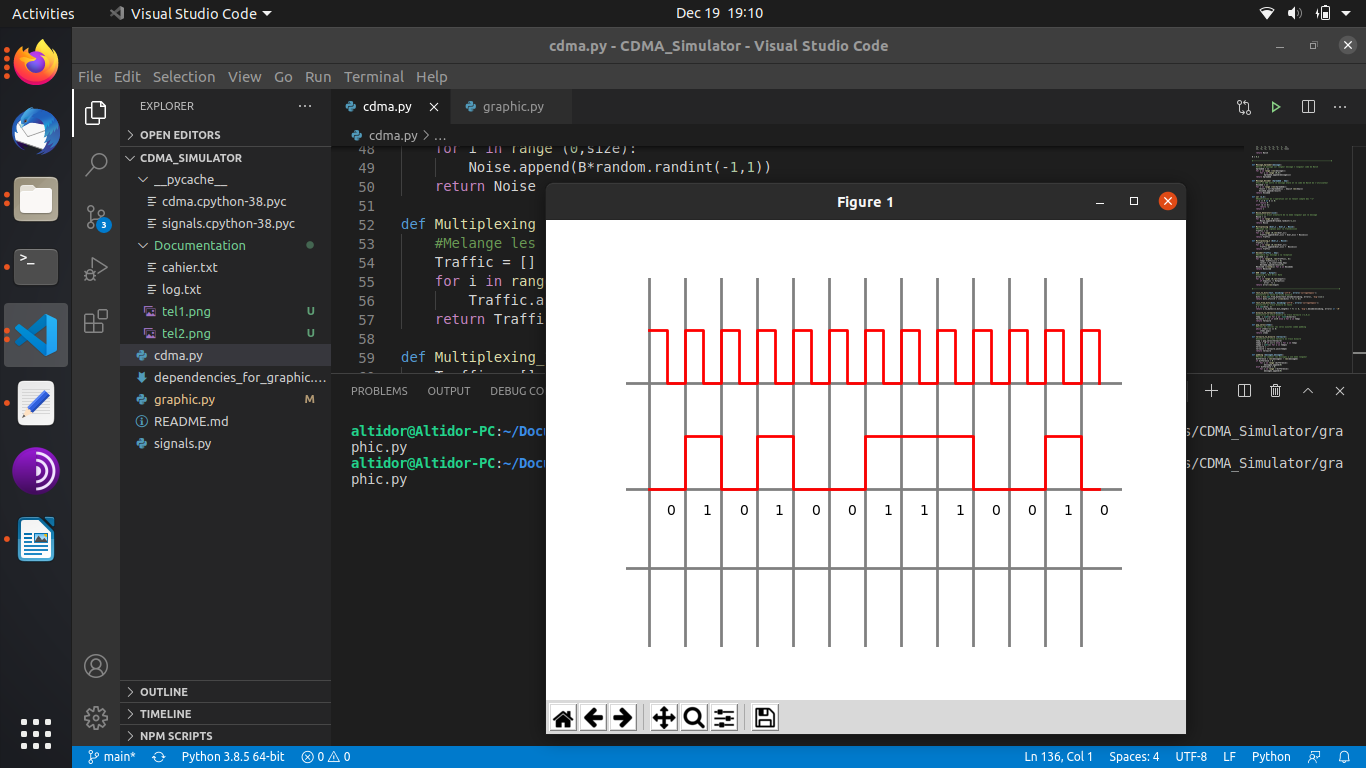 Activities
Visual Studio Code
Dec 19 19:10
cdma.py - CDMA_Simulator - Visual Studio Code
File Edit Selection View Go Run Terminal Help
EXPLORER
OPEN EDITORS
CDMA_SIMULATOR
__pycache__
cdma.cpython-38.pyc
signals.cpython-38.pyc
Documentation
cahier.txt
log.txt
tel1.png U
tel2.png U
cdma.py
dependencies_for_graphic....
graphic.py M
README.md
signals.py
OUTLINE
TIMELINE
NPM SCRIPTS
3
cdma.py
graphic.py
cdma.py > ...
48 for i in range (0,size):
49 Noise.append(B*random.randint(-1,1))
50 return Noise
51
52 def Multiplexing
53 #Melange les
54 Traffic = []
55 for i in rang
56 Traffic.a
57 return Traffi
58
59 def Multiplexing_
PROBLEMS OUTPUT DEBUG CO
altidor@Altidor-PC:~/Docu
s/CDMA_Simulator/gra
phic.py
altidor@Altidor-PC:~/Docu
s/CDMA_Simulator/gra
phic.py
Figure 1
0 1 0 1 0 0 1 1 1 0 0 1 0
main* Python 3.8.5 64-bit 0 0 Ln 136, Col 1 Spaces: 4 UTF-8 LF Python